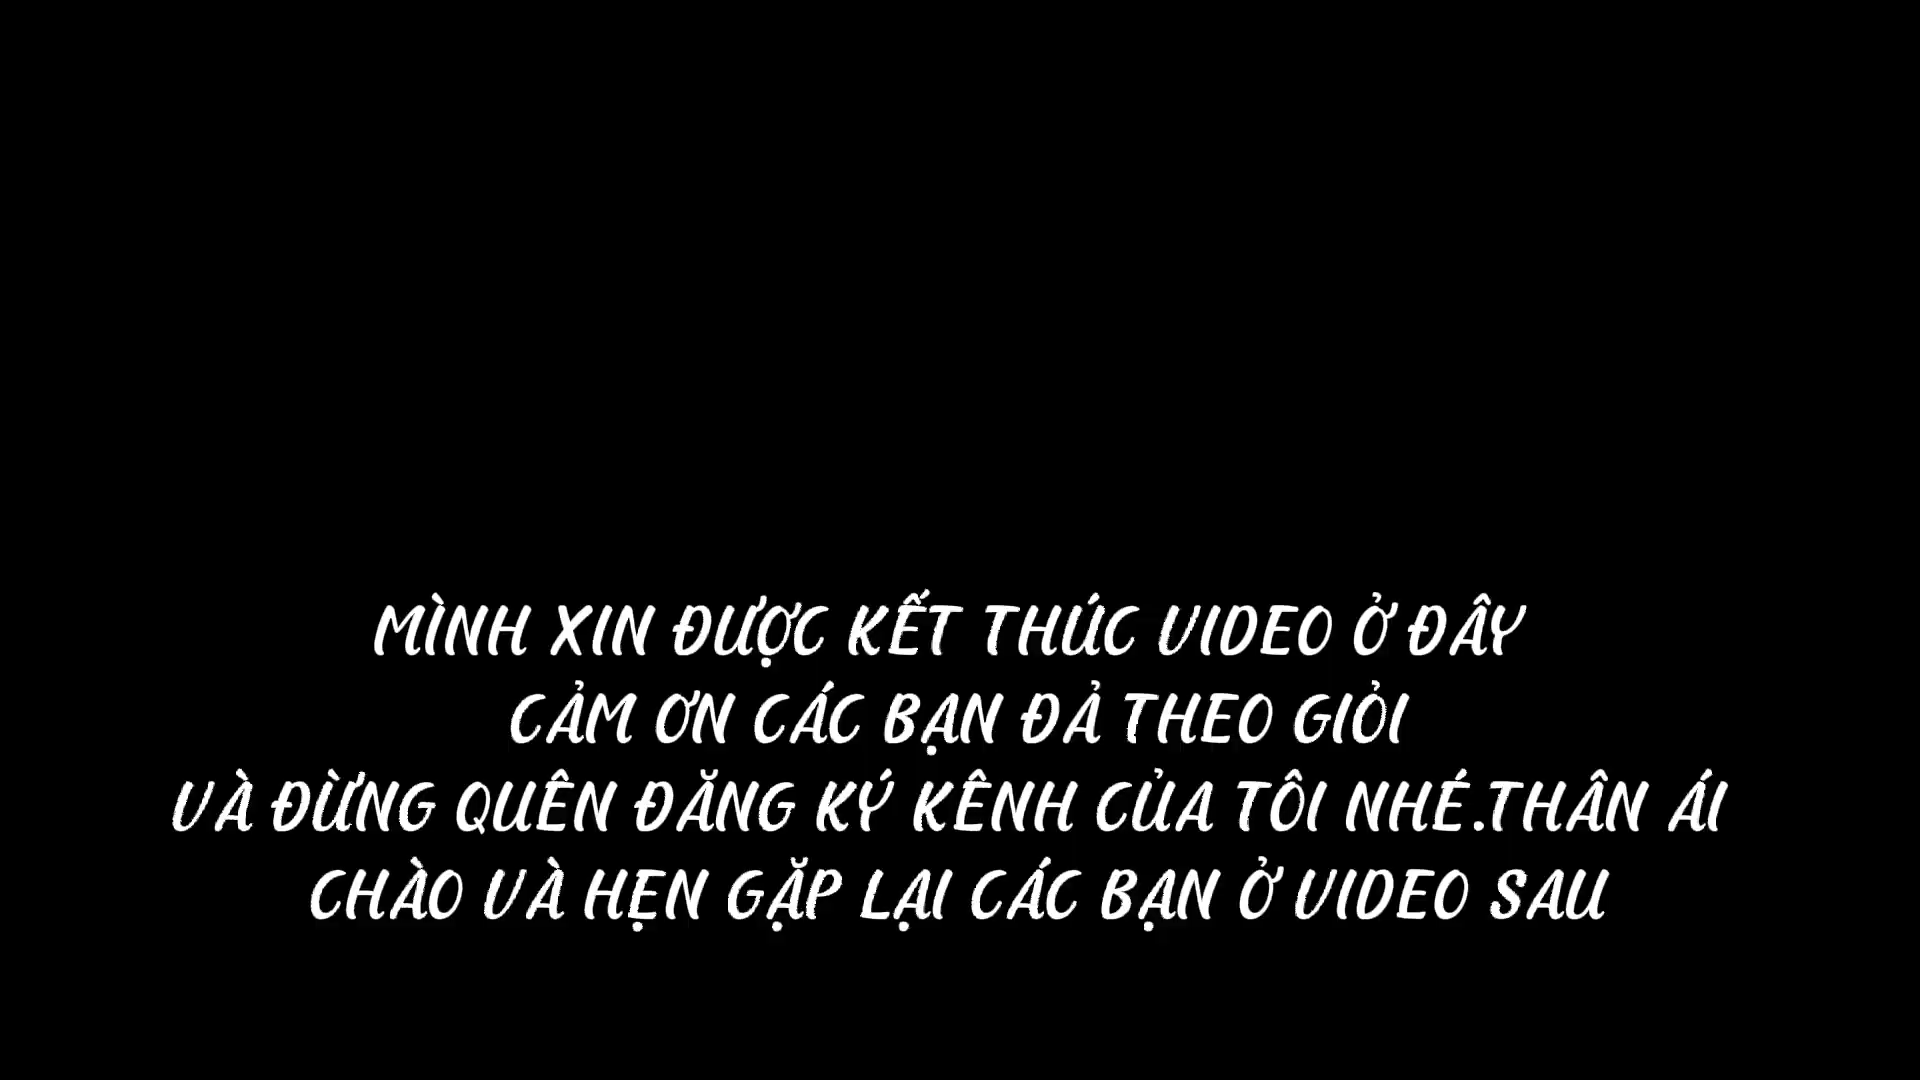 MÌNH XIN ĐƯỢC KẾT THÚC VIDEO Ở ĐÂY
CẢM ƠN CÁC BẠN ĐẢ THEO GIỎI
VÀ ĐỪNG QUÊN ĐĂNG KÝ KÊNH CỦA TÔI NHÉ.THÂN ÁI
CHÀO VÀ HẸN GẶP LẠI CÁC BẠN Ở VIDEO SAU